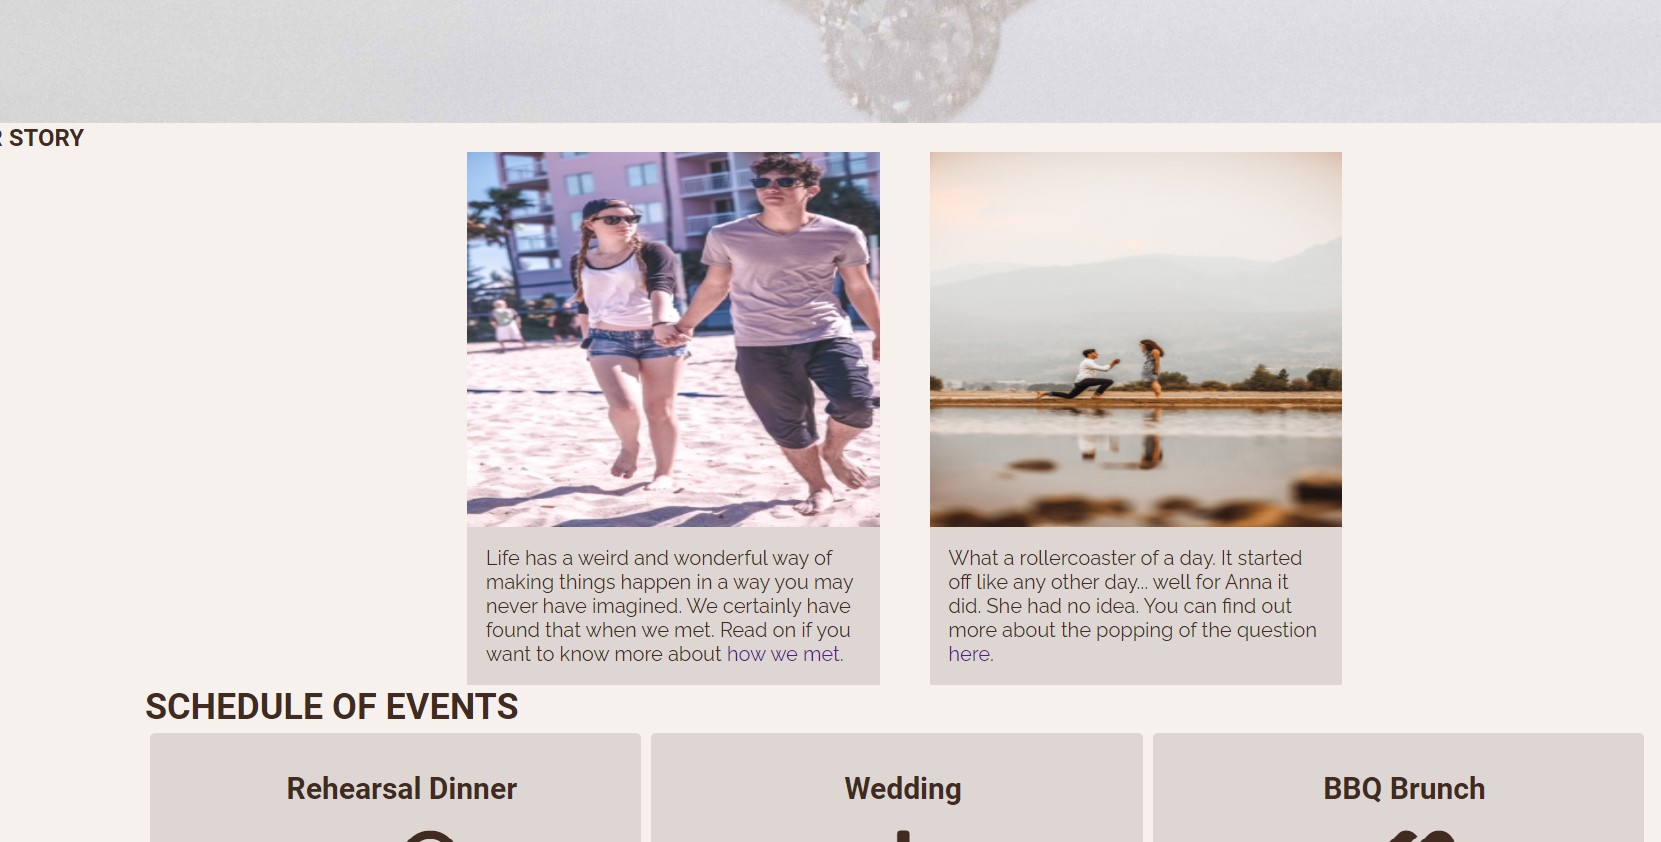 STORY
Life has a weird and wonderful way of
making things happen in a way you may
never have imagined. We certainly have
found that when we met. Read on if you
want to know more about how we met.
What a rollercoaster of a day. It started
off like any other day... well for Anna it
did. She had no idea. You can find out
more about the popping of the question
here.
SCHEDULE OF EVENTS
Rehearsal Dinner
Wedding
BBQ Brunch